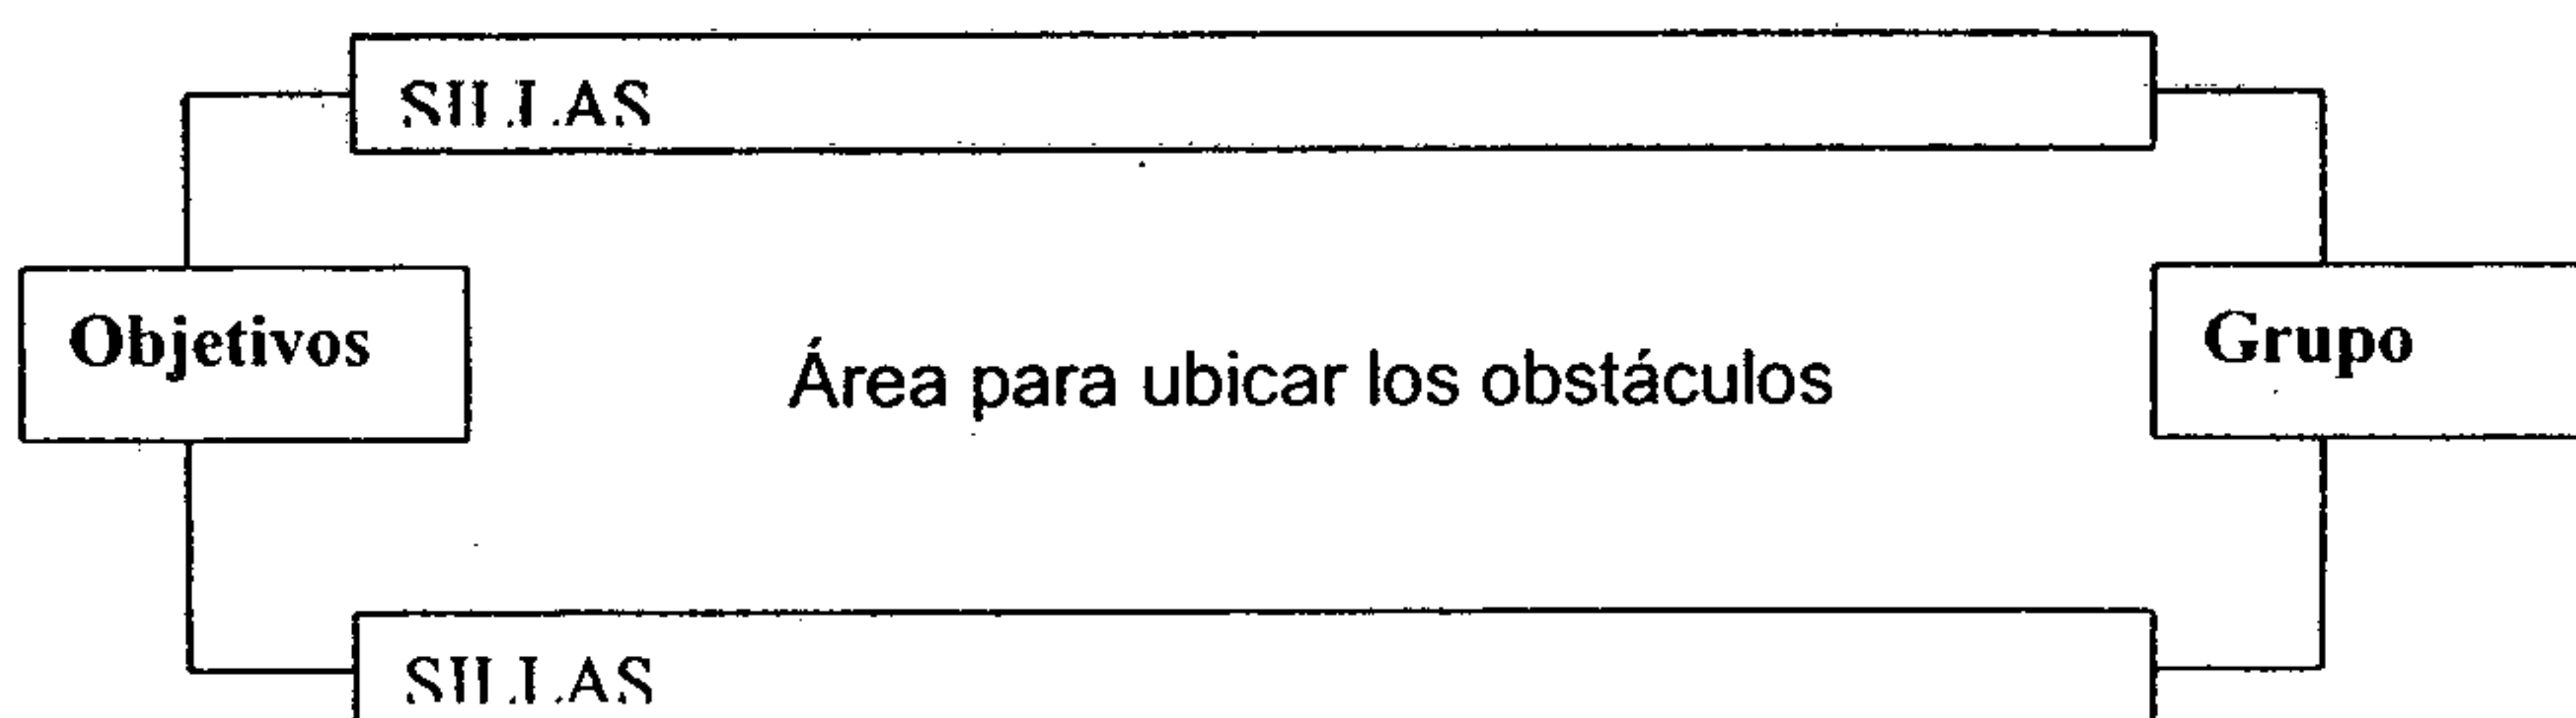 SILLAS
Objetivos
Área para ubicar los obstáculos
Grupo
SILLAS